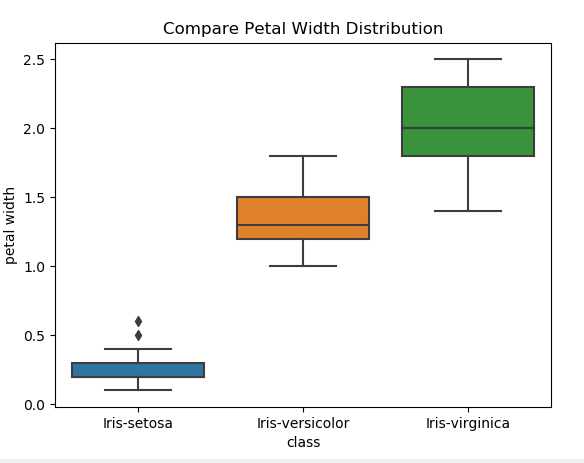 Compare Petal Width Distribution
2.5
2.0
1.5
1.0
0.5
0.0
petal width
Iris-setosa Iris-versicolor Iris-virginica
class